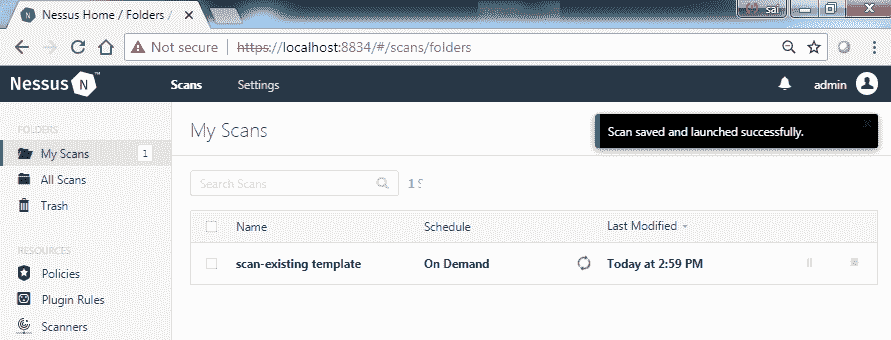 Nessus Home / Folders /
sal
Not secure https://localhost:8834/#/scans/folders
Nessus N Scans Settings admin
FOLDERS
My Scans 1
All Scans
Trash
RESOURCES
Policies
Plugin Rules
Scanners
My Scans
Scan saved and launched successfully.
Search Scans 1 S
Name Schedule Last Modified
scan-existing template On Demand Today at 2:59 PM